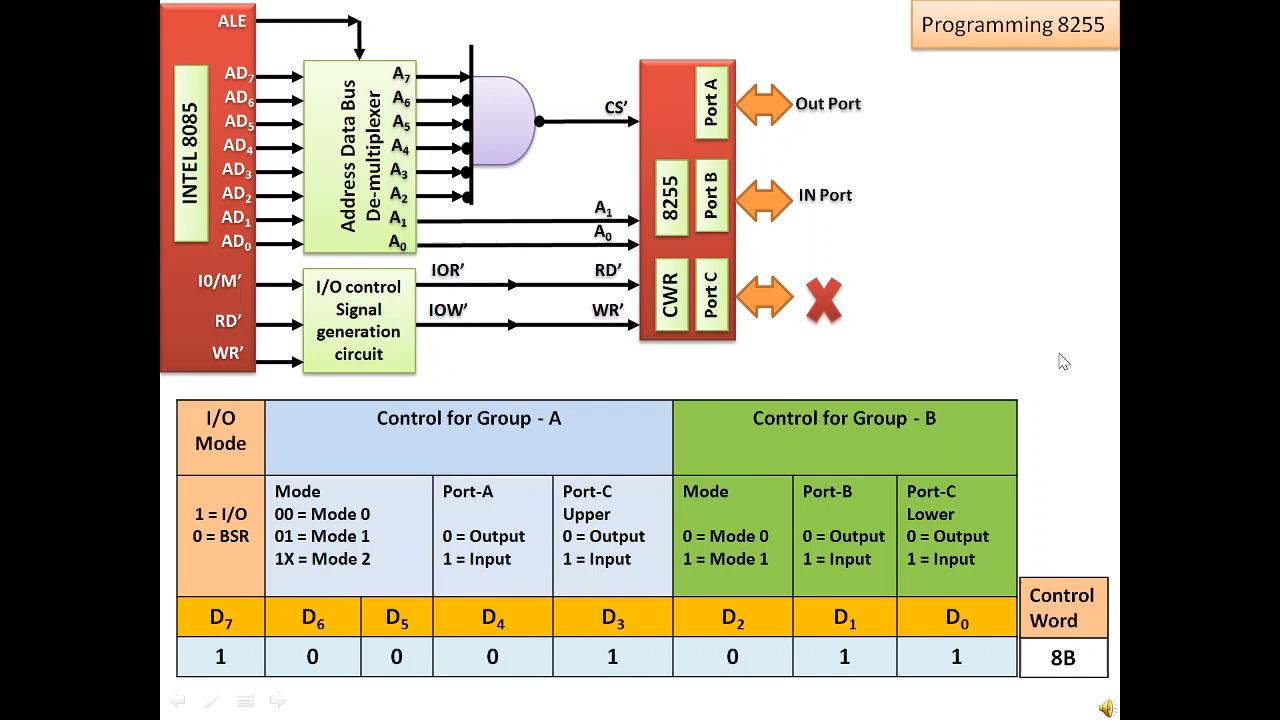 Programming 8255
ALE
INTEL 8085
AD7
AD6
AD5
AD4
AD3
AD2
AD1
AD0
I0/M’
RD’
WR’
Address Data Bus
De-multiplexer
A7
A6
A5
A4
A3
A2
A1
A0
I/O control
Signal
generation
circuit
IOR’
IOW’
CS’
A1
A0
RD’
WR’
8255
CWR
Port A
Port B
Port C
Out Port
IN Port
I/O
Mode
Control for Group - A
Control for Group - B
1 = I/O
0 = BSR
Mode
00 = Mode 0
01 = Mode 1
1X = Mode 2
Port-A
0 = Output
1 = Input
Port-C
Upper
0 = Output
1 = Input
Mode
0 = Mode 0
1 = Mode 1
Port-B
0 = Output
1 = Input
Port-C
Lower
0 = Output
1 = Input
Control
Word
D7 D6 D5 D4 D3 D2 D1 D0
1 0 0 0 1 0 1 1 8B